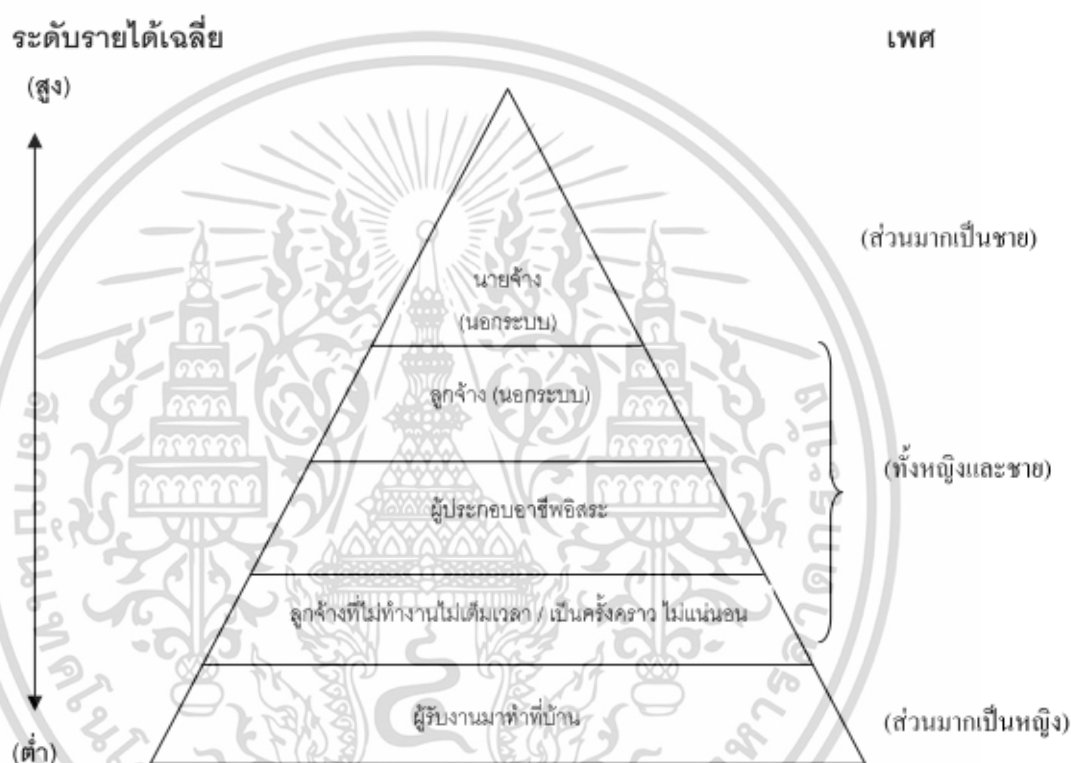 ระดับรายได้เฉลี่ย
เพศ
(สูง)
(ส่วนมากเป็นชาย)
นายจ้าง
(นอกระบบ)
ลูกจ้าง (นอกระบบ)
(ทั้งหญิงและชาย)
ผู้ประกอบอาชีพอิสระ
ลูกจ้างที่ไม่ทำงานไม่เต็มเวลา / เป็นครั้งคราว ไม่แน่นอน
ผู้รับงานมาทำที่บ้าน
(ส่วนมากเป็นหญิง)
(ต่ำ)